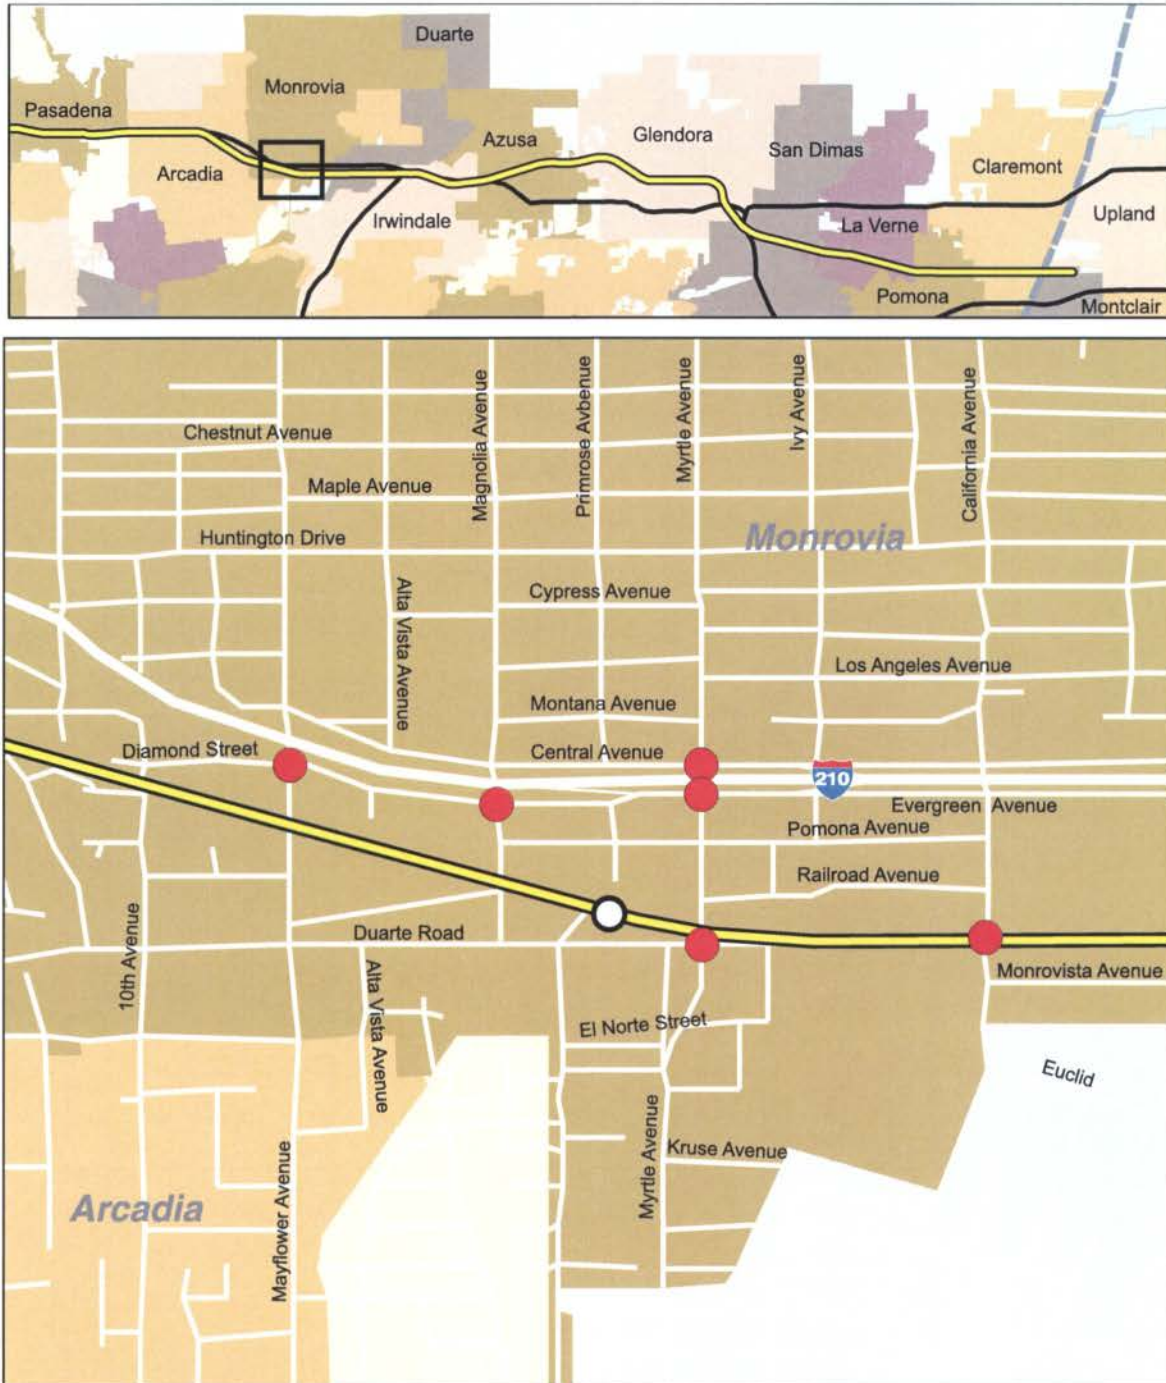 Duarte
Monrovia
Pasadena
Azusa
Glendora
San Dimas
Claremont
Arcadia
Irwindale
La Verne
Upland
Pomona
Montclair
Magnolia Avenue
Primrose Avbenue
Myrtle Avenue
Ivy Avenue
California Avenue
Chestnut Avenue
Maple Avenue
Huntington Drive
Monrovia
Cypress Avenue
Alta Vista Avenue
Los Angeles Avenue
Montana Avenue
Diamond Street
Central Avenue
210
Evergreen Avenue
Pomona Avenue
Railroad Avenue
10th Avenue
Duarte Road
Monrovista Avenue
Alta Vista Avenue
El Norte Street
Euclid
Myrtle Avenue
Kruse Avenue
Mayflower Avenue
Arcadia